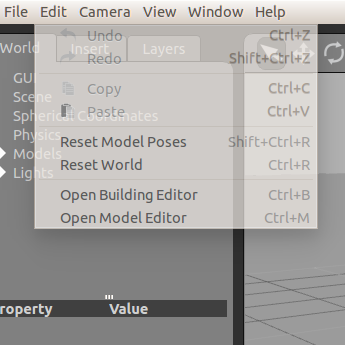 File Edit Camera View Window Help
World Insert Layers
GUI
Scene
Spherical Coordinates
Physics
Models
Lights
Undo Ctrl+Z
Redo Shift+Ctrl+Z
Copy Ctrl+C
Paste Ctrl+V
Reset Model Poses Shift+Ctrl+R
Reset World Ctrl+R
Open Building Editor Ctrl+B
Open Model Editor Ctrl+M
roperty Value